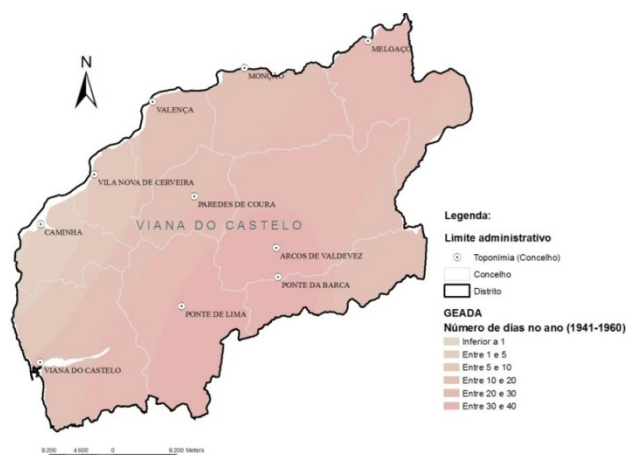 MELGAÇO
N
MONÇÃO
VALENÇA
VILA NOVA DE CERVEIRA
PAREDES DE COURA
CAMINHA
VIANA DO CASTELO
ARCOS DE VALDEVEZ
PONTE DA BARCA
PONTE DE LIMA
VIANA DO CASTELO
Legenda:
Limite administrativo
Toponímia (Concelho)
Concelho
Distrito
GEADA
Número de dias no ano (1941-1960)
Inferior a 1
Entre 1 e 5
Entre 5 e 10
Entre 10 e 20
Entre 20 e 30
Entre 30 e 40
9.200 4.600 0 9.200 Meters